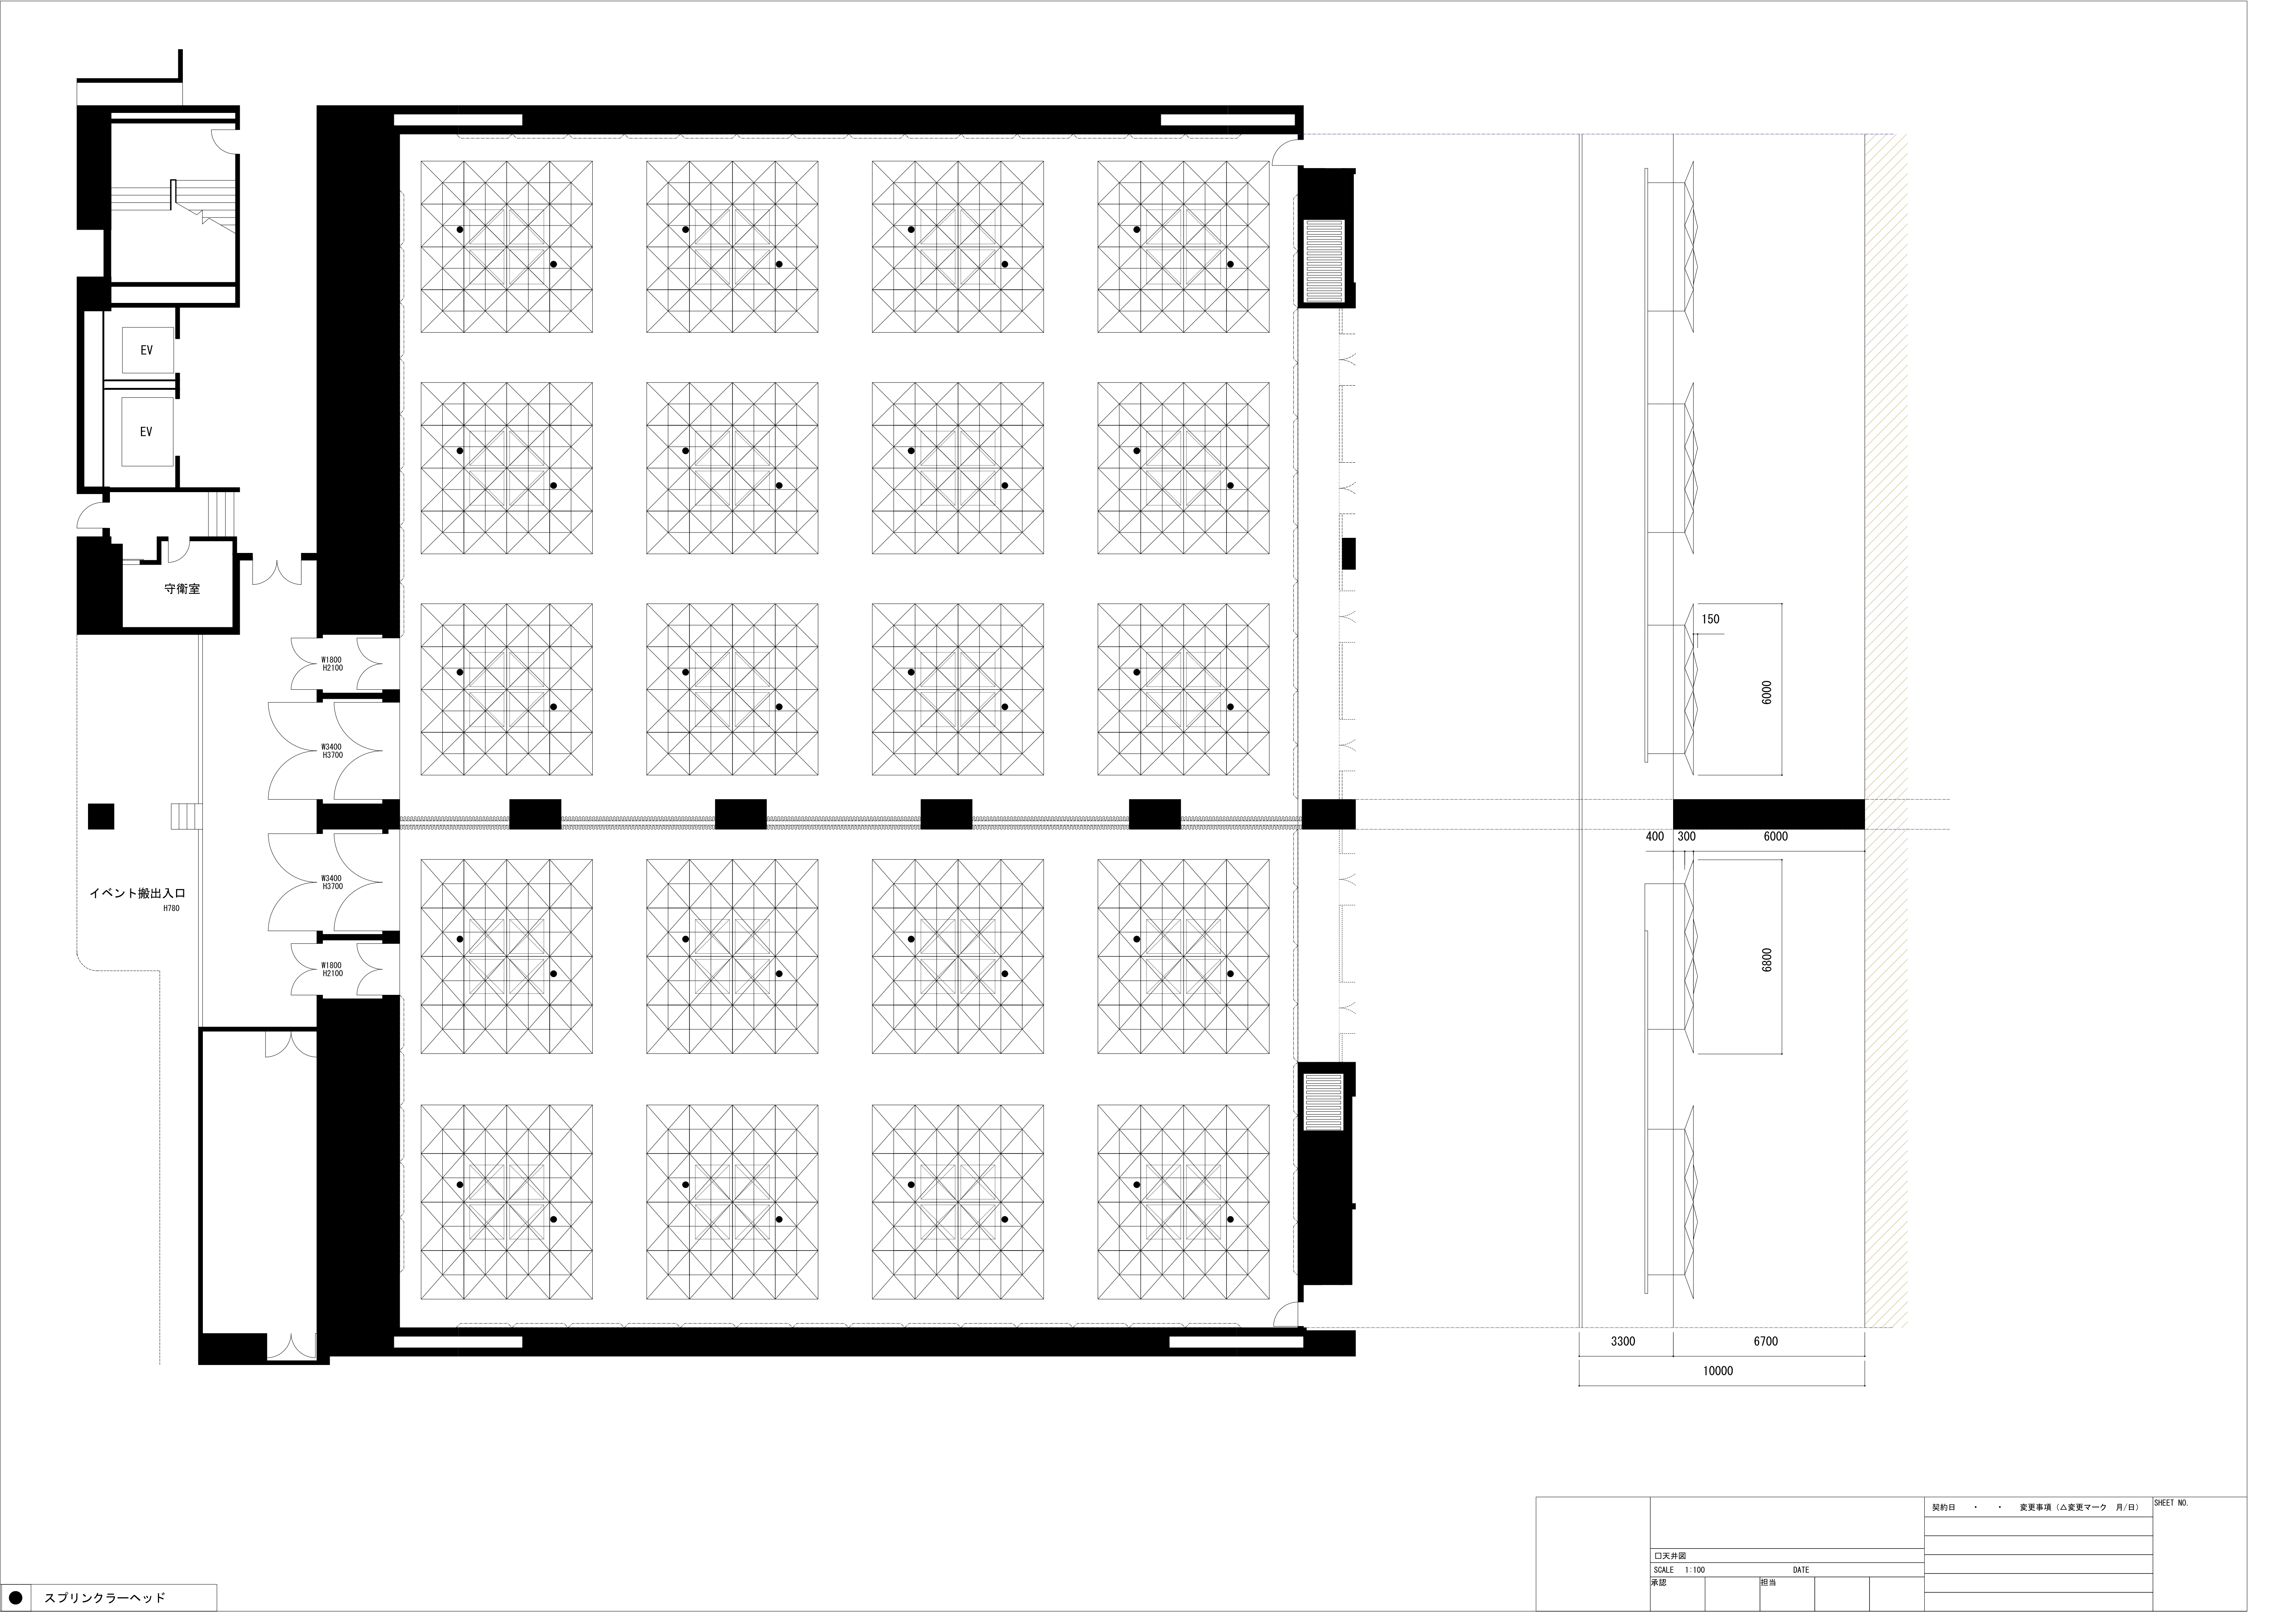 EV
EV
守衛室
W1800
H2100
W3400
H3700
W3400
H3700
イベント搬出入口
H780
W1800
H2100
150
6000
400 300 6000
6800
3300 6700
10000
契約日 ・ ・ 変更事項（△変更マーク 月/日）
SHEET NO.
□天井図
SCALE 1:100 DATE
承認 担当
● スプリンクラーヘッド